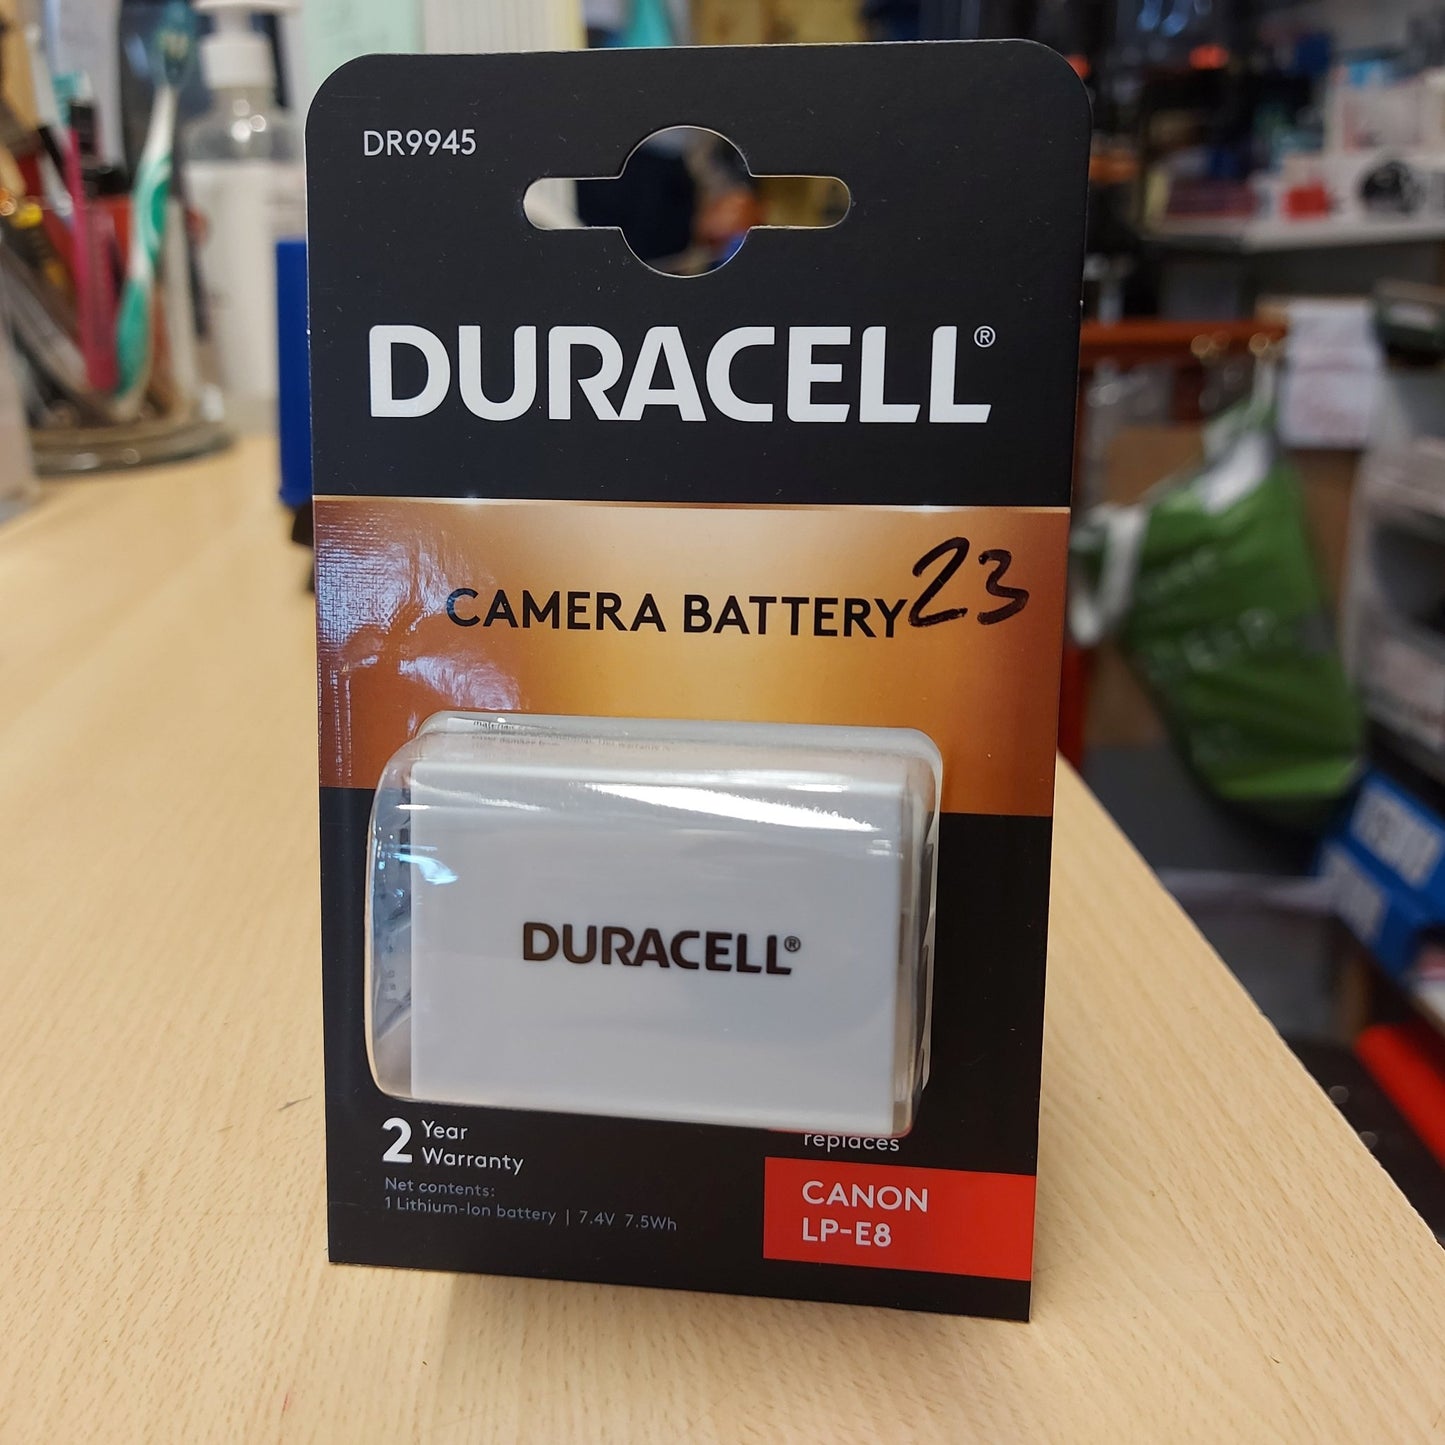 DR9945
DURACELL®
CAMERA BATTERY 23
DURACELL®
2 Year
Warranty
Net contents:
1 Lithium-Ion battery | 7.4V 7.5Wh
replaces
CANON
LP-E8